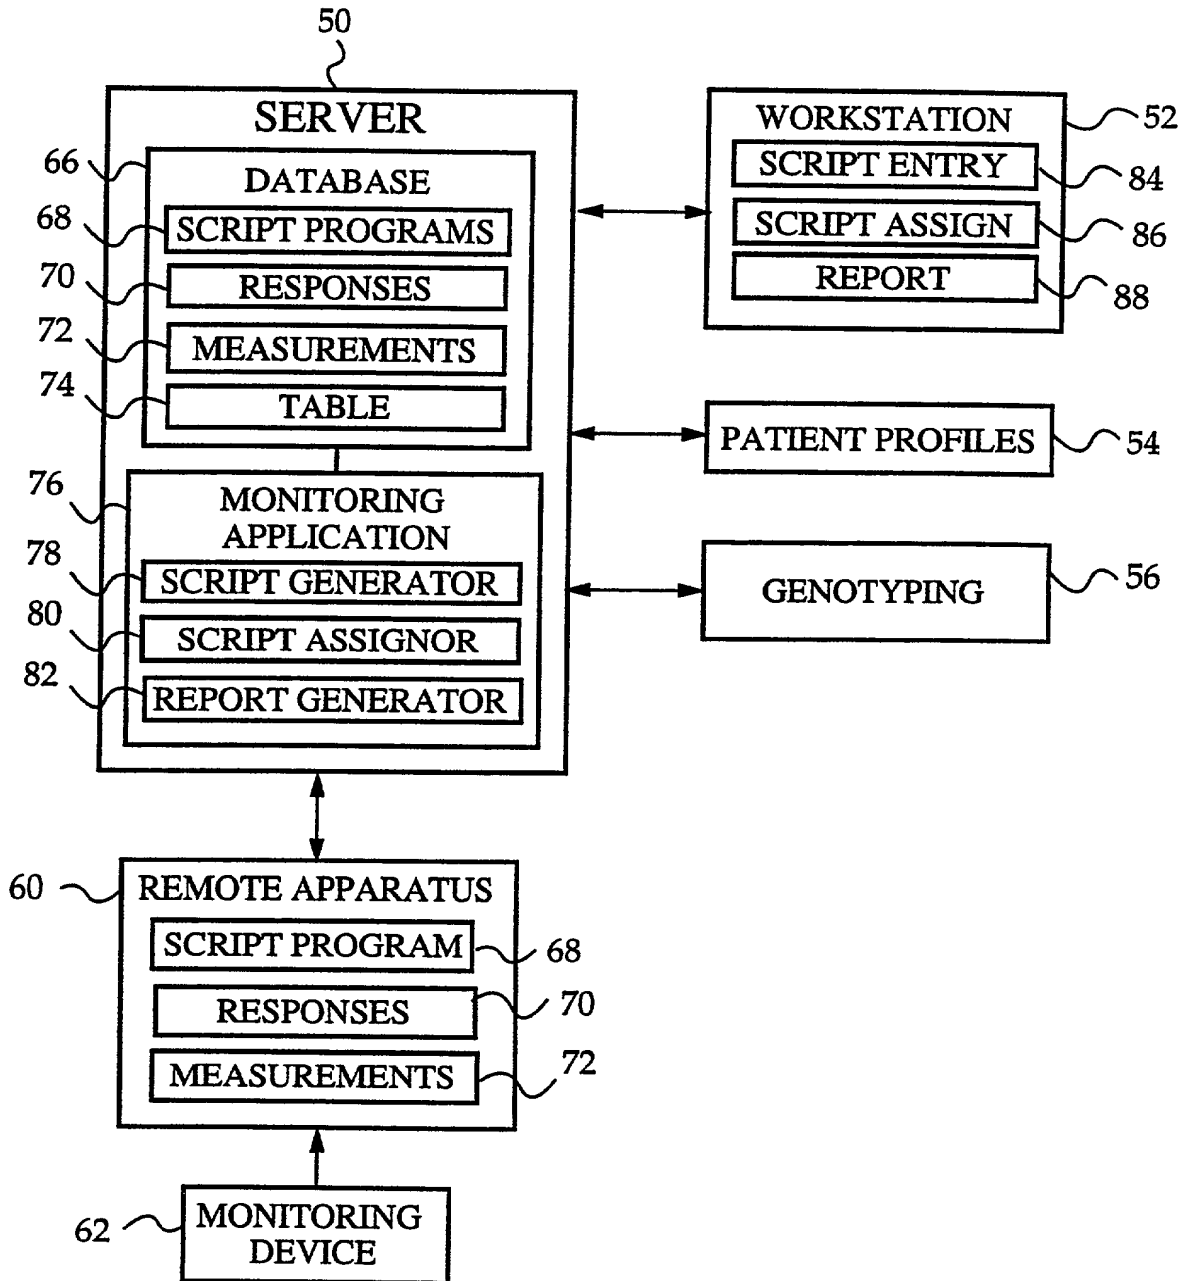 50
SERVER
66
DATABASE
68
SCRIPT PROGRAMS
70
RESPONSES
72
MEASUREMENTS
74
TABLE
76
MONITORING
APPLICATION
78
SCRIPT GENERATOR
80
SCRIPT ASSIGNOR
82
REPORT GENERATOR
WORKSTATION
52
SCRIPT ENTRY
84
SCRIPT ASSIGN
86
REPORT
88
PATIENT PROFILES
54
GENOTYPING
56
60
REMOTE APPARATUS
SCRIPT PROGRAM
68
RESPONSES
70
MEASUREMENTS
72
62
MONITORING
DEVICE